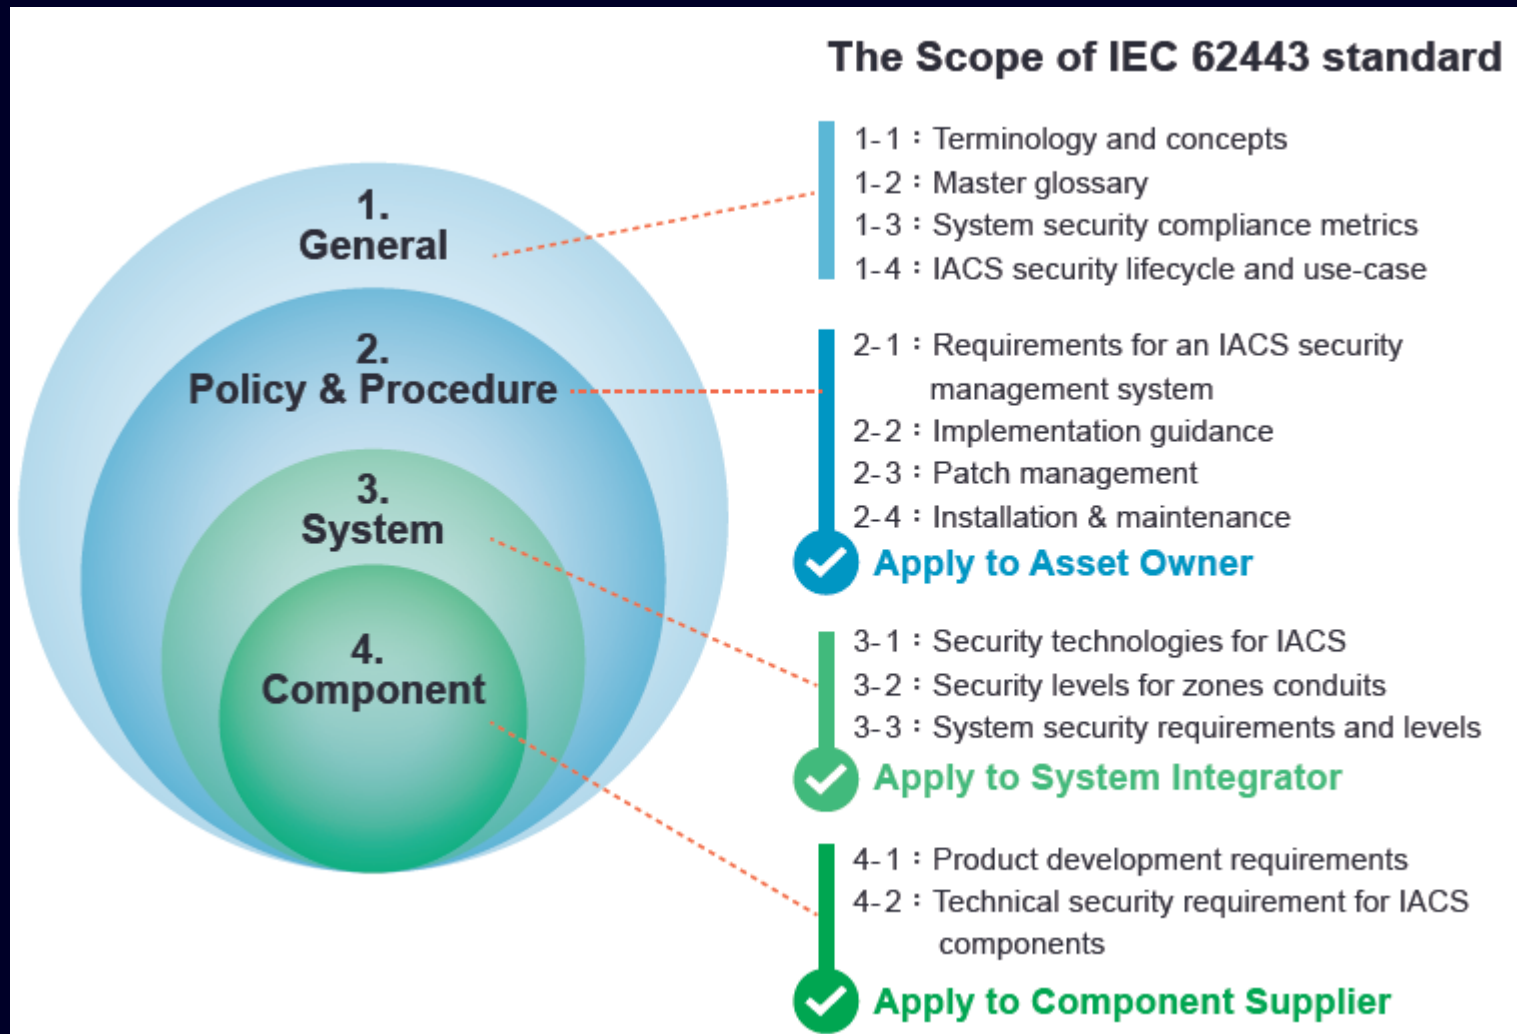 The Scope of IEC 62443 standard
1.
General
2.
Policy & Procedure
3.
System
4.
Component
1-1：Terminology and concepts
1-2：Master glossary
1-3：System security compliance metrics
1-4：IACS security lifecycle and use-case
2-1：Requirements for an IACS security
management system
2-2：Implementation guidance
2-3：Patch management
2-4：Installation & maintenance
Apply to Asset Owner
3-1：Security technologies for IACS
3-2：Security levels for zones conduits
3-3：System security requirements and levels
Apply to System Integrator
4-1：Product development requirements
4-2：Technical security requirement for IACS
components
Apply to Component Supplier